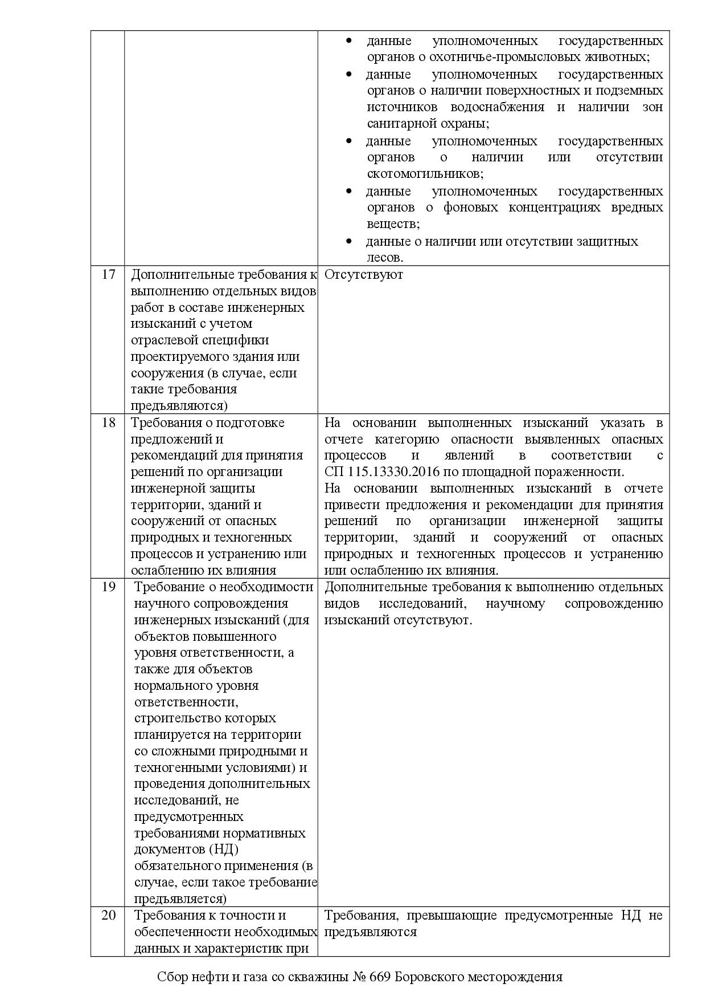 • данные уполномоченных государственных
органов о охотничье-промысловых животных;
• данные уполномоченных государственных
органов о наличии поверхностных и подземных
источников водоснабжения и наличии зон
санитарной охраны;
• данные уполномоченных государственных
органов о наличии или отсутствии
скотомогильников;
• данные уполномоченных государственных
органов о фоновых концентрациях вредных
веществ;
• данные о наличии или отсутствии защитных
лесов.
17
Дополнительные требования к
выполнению отдельных видов
работ в составе инженерных
изысканий с учетом
отраслевой специфики
проектируемого здания или
сооружения (в случае, если
такие требования
предъявляются)
Отсутствуют
18
Требования о подготовке
предложений и
рекомендаций для принятия
решений по организации
инженерной защиты
территории, зданий и
сооружений от опасных
природных и техногенных
процессов и устранению или
ослаблению их влияния
На основании выполненных изысканий указать в
отчете категорию опасности выявленных опасных
процессов и явлений в соответствии с
СП 115.13330.2016 по площадной пораженности.
На основании выполненных изысканий в отчете
привести предложения и рекомендации для принятия
решений по организации инженерной защиты
территории, зданий и сооружений от опасных
природных и техногенных процессов и устранению
или ослаблению их влияния.
19
Требование о необходимости
научного сопровождения
инженерных изысканий (для
объектов повышенного
уровня ответственности, а
также для объектов
нормального уровня
ответственности,
строительство которых
планируется на территории
со сложными природными и
техногенными условиями) и
проведения дополнительных
исследований, не
предусмотренных
требованиями нормативных
документов (НД)
обязательного применения (в
случае, если такое требование
предъявляется)
Дополнительные требования к выполнению отдельных
видов исследований, научному сопровождению
изысканий отсутствуют.
20
Требования к точности и
обеспеченности необходимых
данных и характеристик при
Требования, превышающие предусмотренные НД не
предъявляются
Сбор нефти и газа со скважины № 669 Боровского месторождения